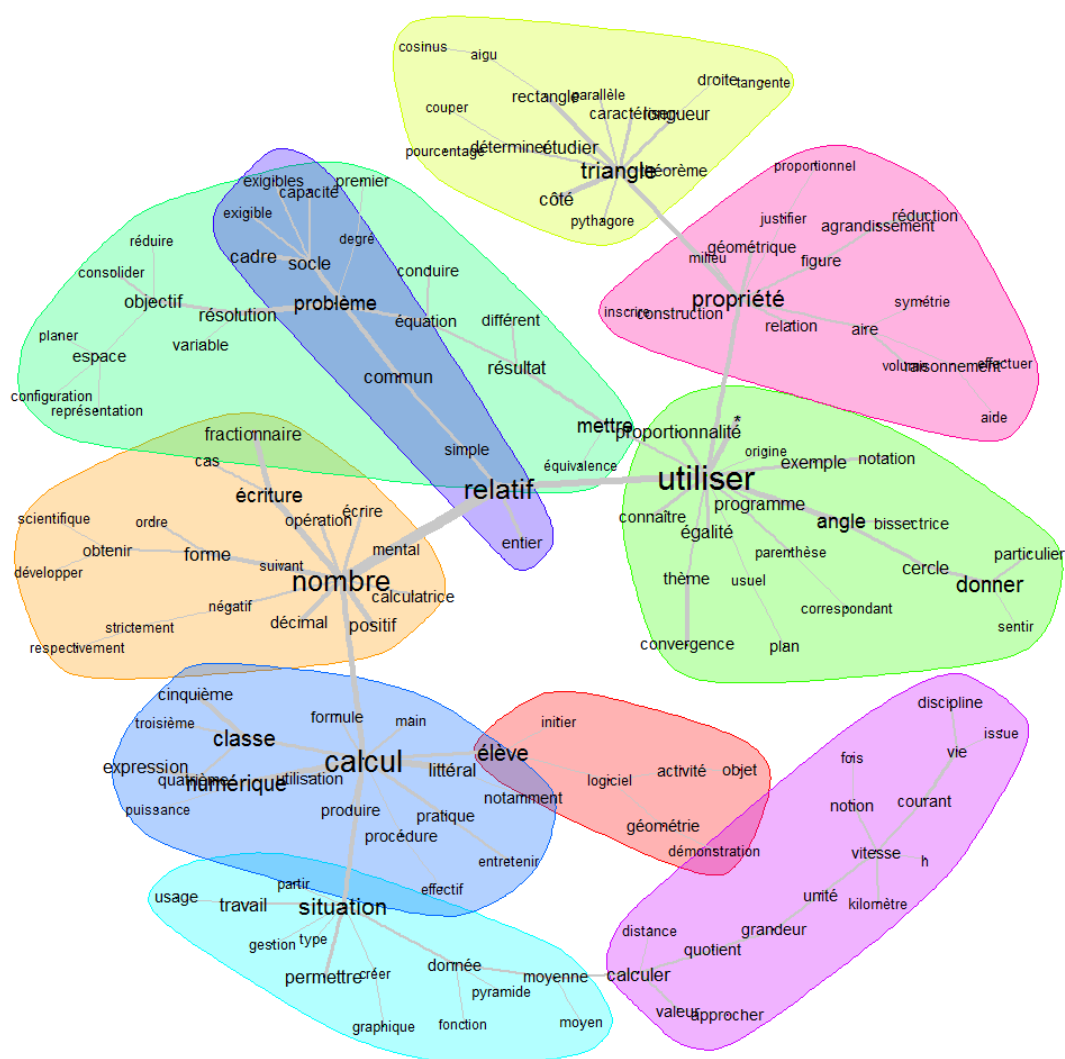 cosinus
aigu
droite
tangente
rectangle
parallèle
caractériser
longueur
couper
déterminer
étudier
pourcentage
triangle
théorème
côté
pythagore
proportionnel
justifier
réduction
agrandissement
géométrique
milieu
figure
propriété
symétrie
inscrire
construction
relation
aire
volume
raisonnement
effectuer
aide
exigibles
premier
capacité
exigible
degré
réduire
cadre
socle
conduire
consolider
objectif
problème
résolution
équation
différent
planer
variable
espace
résultat
commun
configuration
représentation
mettre
simple
équivalence
relatif
entier
fractionnaire
cas
écriture
écrire
opération
scientifique
ordre
mental
obtenir
forme
suivant
développer
nombre
calculatrice
négatif
décimal
positif
strictement
respectivement
*
proportionnalité
origine
utiliser
exemple
notation
connaître
programme
angle
bissectrice
égalité
parenthèse
particulier
cercle
thème
usuel
donner
correspondant
sentir
convergence
plan
cinquième
formule
main
troisième
classe
calcul
littéral
expression
quatrième
numérique
utilisation
puissance
produire
pratique
procédure
entretenir
effectif
initier
élève
logiciel
activité
objet
notamment
géométrie
démonstration
discipline
issue
vie
fois
notion
courant
vitesse
h
unité
kilomètre
distance
grandeur
quotient
calculer
valeur
approcher
partir
usage
travail
situation
gestion
type
permettre
créer
donnée
moyenne
pyramide
graphique
fonction
moyen